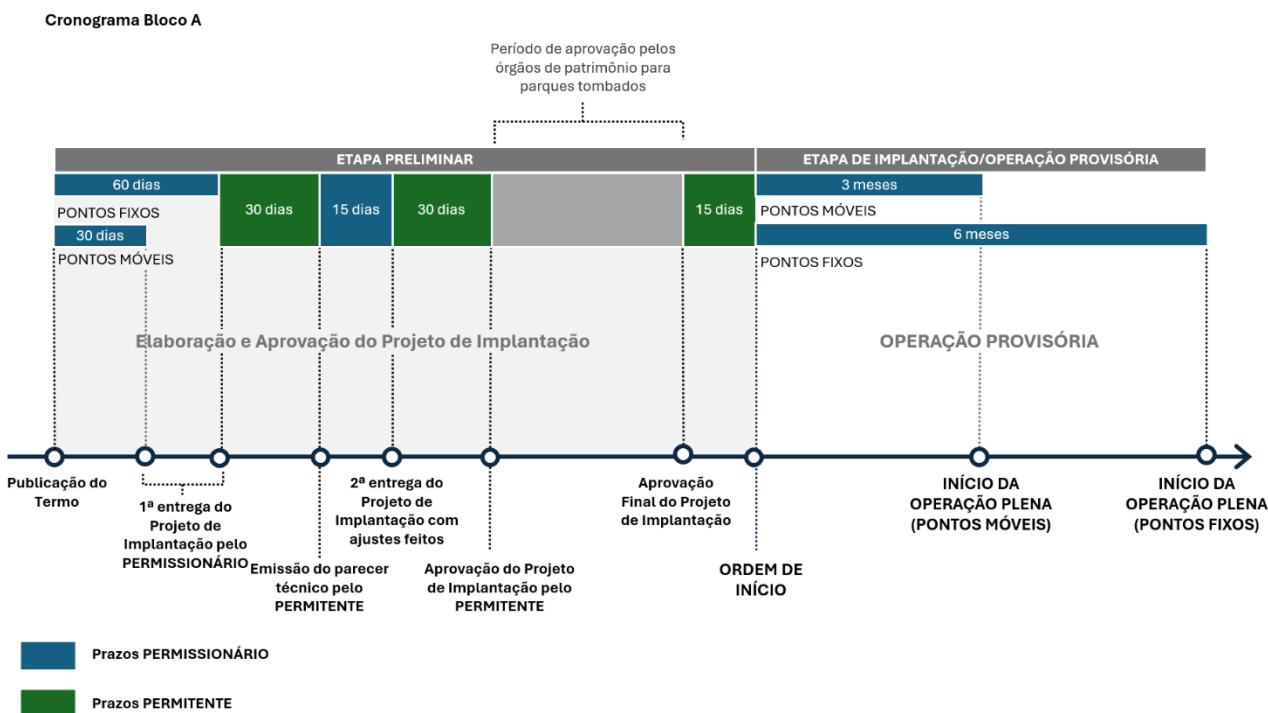 Cronograma Bloco A
Período de aprovação pelos
órgãos de patrimônio para
parques tombados
ETAPA PRELIMINAR
ETAPA DE IMPLANTAÇÃO/OPERAÇÃO PROVISÓRIA
60 dias
PONTOS FIXOS
30 dias
PONTOS MÓVEIS
30 dias
15 dias
30 dias
15 dias
3 meses
PONTOS MÓVEIS
6 meses
PONTOS FIXOS
Elaboração e Aprovação do Projeto de Implantação
OPERAÇÃO PROVISÓRIA
Publicação do
Termo
1ª entrega do
Projeto de
Implantação pelo
PERMISSIONÁRIO
Emissão do parecer
técnico pelo
PERMITENTE
2ª entrega do
Projeto de
Implantação com
ajustes feitos
Aprovação do Projeto
de Implantação pelo
PERMITENTE
Aprovação
Final do Projeto
de Implantação
ORDEM DE
INÍCIO
INÍCIO DA
OPERAÇÃO PLENA
(PONTOS MÓVEIS)
INÍCIO DA
OPERAÇÃO PLENA
(PONTOS FIXOS)
Prazos PERMISSIONÁRIO
Prazos PERMITENTE